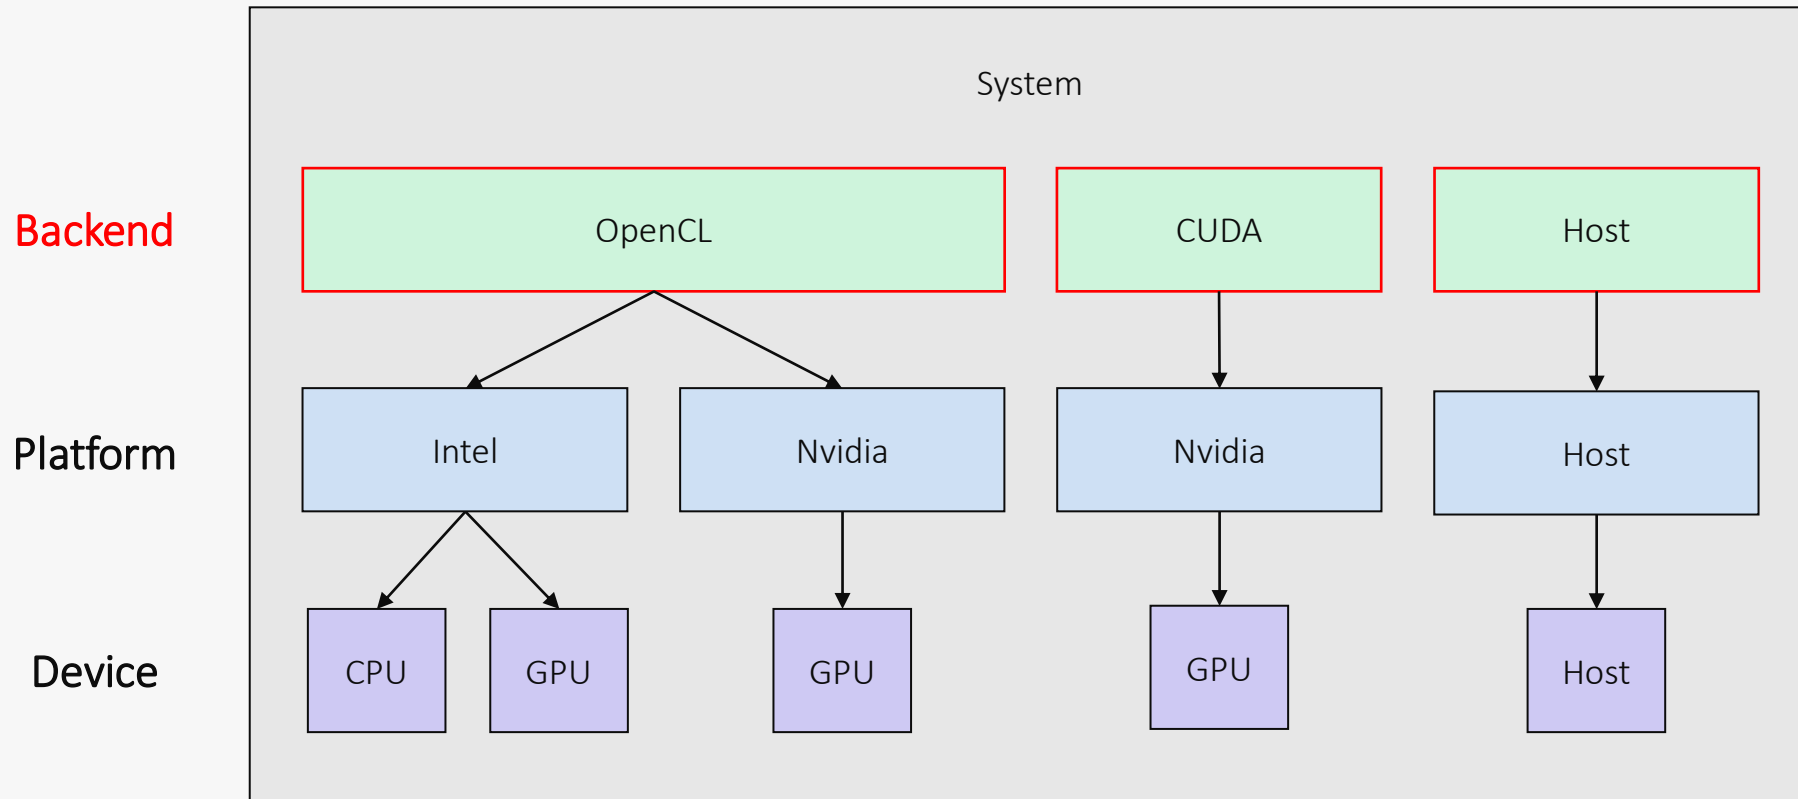 System
Backend
OpenCL
CUDA
Host
Platform
Intel
Nvidia
Nvidia
Host
Device
CPU
GPU
GPU
GPU
Host